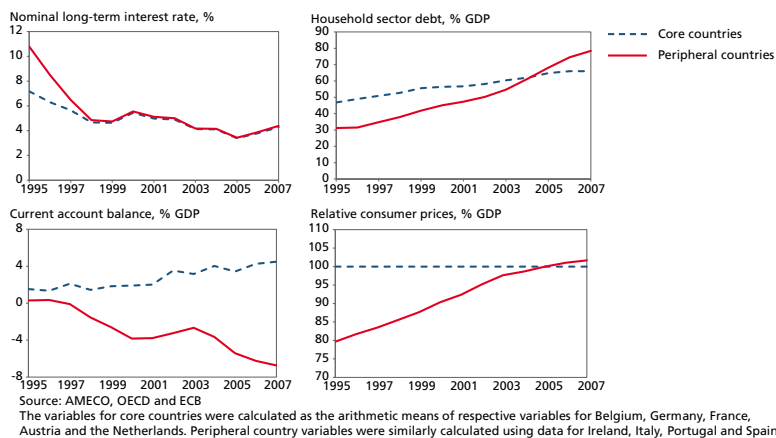 Nominal long-term interest rate, %
12
10
8
6
4
2
0
1995 1997 1999 2001 2003 2005 2007
Household sector debt, % GDP
90
80
70
60
50
40
30
20
10
0
1995 1997 1999 2001 2003 2005 2007
Core countries
Peripheral countries
Current account balance, % GDP
8
4
0
-4
-8
1995 1997 1999 2001 2003 2005 2007
Relative consumer prices, % GDP
110
105
100
95
90
85
80
75
70
1995 1997 1999 2001 2003 2005 2007
Source: AMECO, OECD and ECB
The variables for core countries were calculated as the arithmetic means of respective variables for Belgium, Germany, France,
Austria and the Netherlands. Peripheral country variables were similarly calculated using data for Ireland, Italy, Portugal and Spain